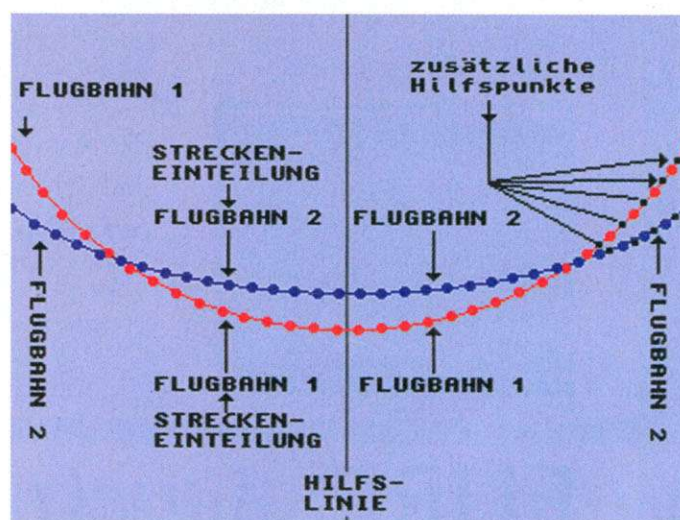 zusätzliche
Hilfspunkte
FLUGBAHN 1
STRECKEN-
EINTEILUNG
FLUGBAHN 2
FLUGBAHN 2
FLUGBAHN 2
FLUGBAHN 2
FLUGBAHN 1
FLUGBAHN 1
STRECKEN-
EINTEILUNG
HILFS-
LINIE